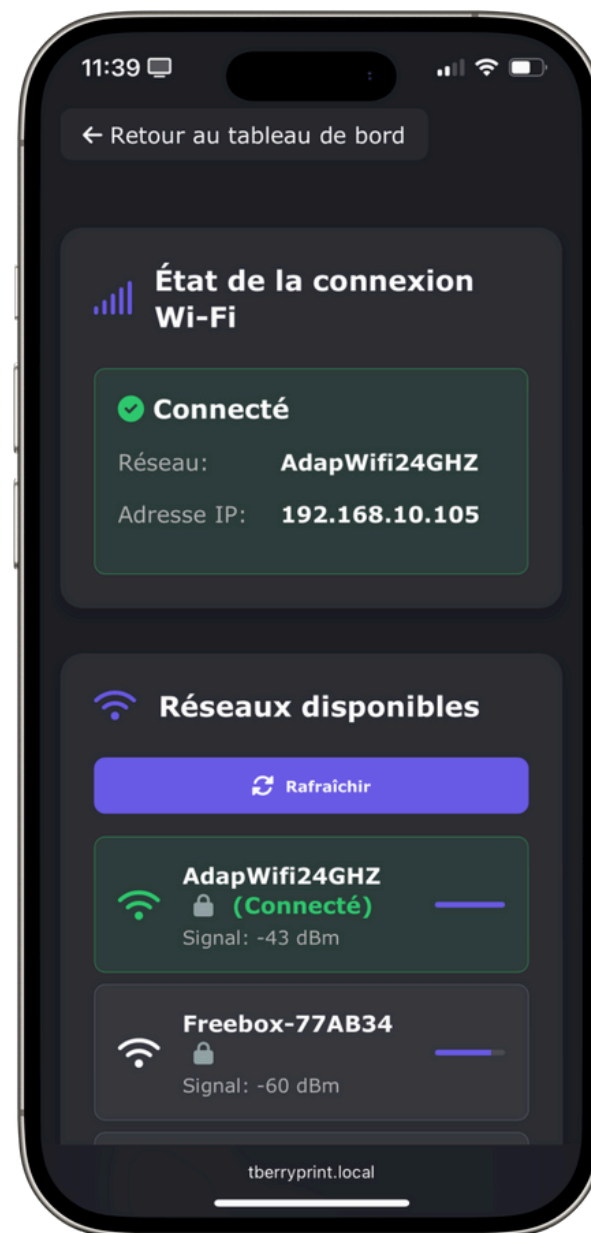 11:39
← Retour au tableau de bord
État de la connexion
Wi-Fi
Connecté
Réseau: AdapWifi24GHZ
Adresse IP: 192.168.10.105
Réseaux disponibles
Rafraîchir
AdapWifi24GHZ
(Connecté)
Signal: -43 dBm
Freebox-77AB34
Signal: -60 dBm
tberryprint.local